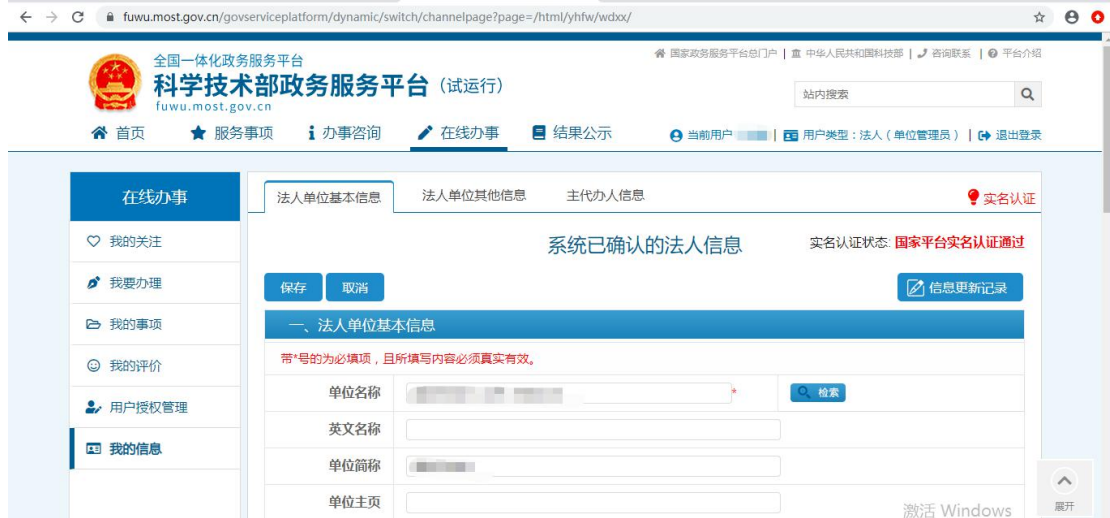 fuwu.most.gov.cn/govserviceplatform/dynamic/switch/channelpage?page=/html/yhfw/wdxx/
国家政务服务平台总门户 | 中华人民共和国科技部 | 咨询联系 | 平台介绍
全国一体化政务服务平台
科学技术部政务服务平台（试运行）
fuwu.most.gov.cn
站内搜索
首页 服务事项 办事咨询 在线办事 结果公示
当前用户 | 用户类型：法人（单位管理员） | 退出登录
在线办事
我的关注
我要办理
我的事项
我的评价
用户授权管理
我的信息
法人单位基本信息 法人单位其他信息 主代办人信息 实名认证
系统已确认的法人信息 实名认证状态: 国家平台实名认证通过
保存 取消 信息更新记录
一、法人单位基本信息
带*号的为必填项，且所填写内容必须真实有效。
单位名称 * 检索
英文名称
单位简称
单位主页
激活 Windows
展开